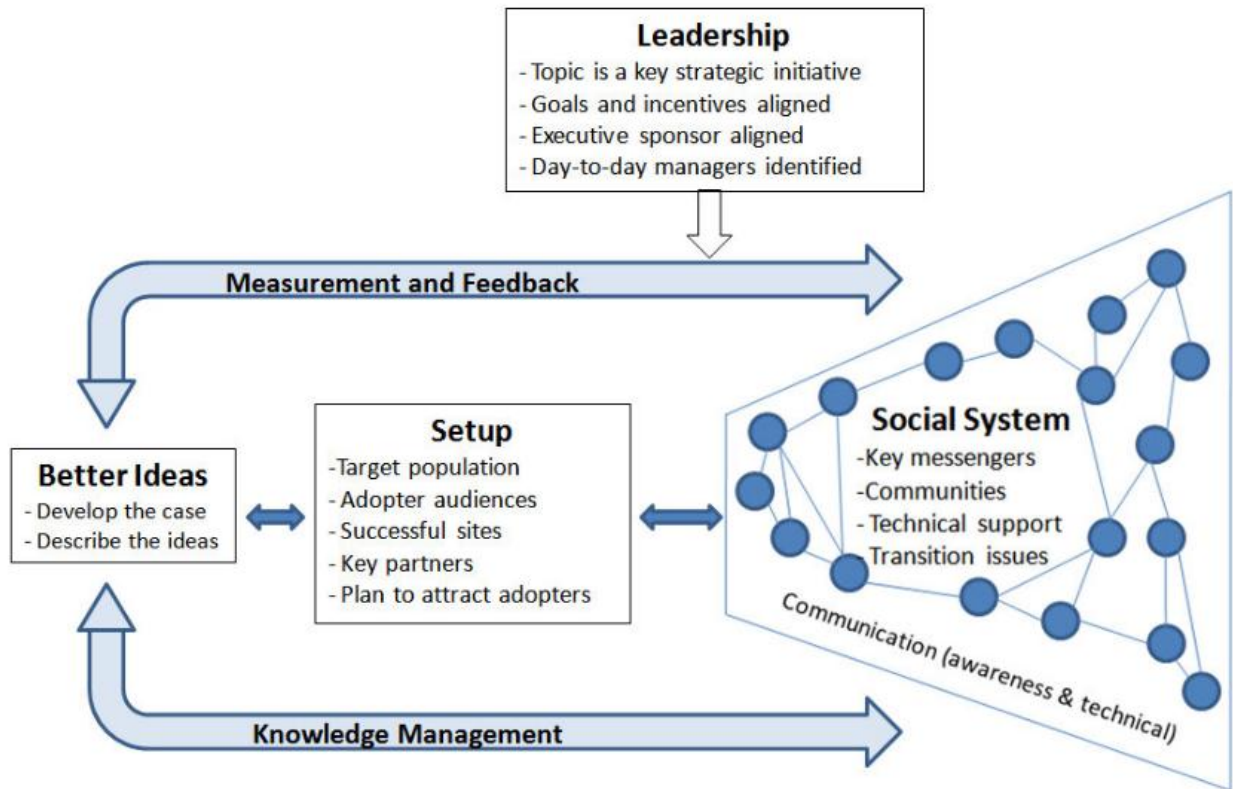 Leadership
- Topic is a key strategic initiative
- Goals and incentives aligned
- Executive sponsor aligned
- Day-to-day managers identified
Measurement and Feedback
Better Ideas
- Develop the case
- Describe the ideas
Setup
-Target population
- Adopter audiences
- Successful sites
- Key partners
- Plan to attract adopters
Social System
-Key messengers
-Communities
- Technical support
- Transition issues
Communication (awareness & technical)
Knowledge Management